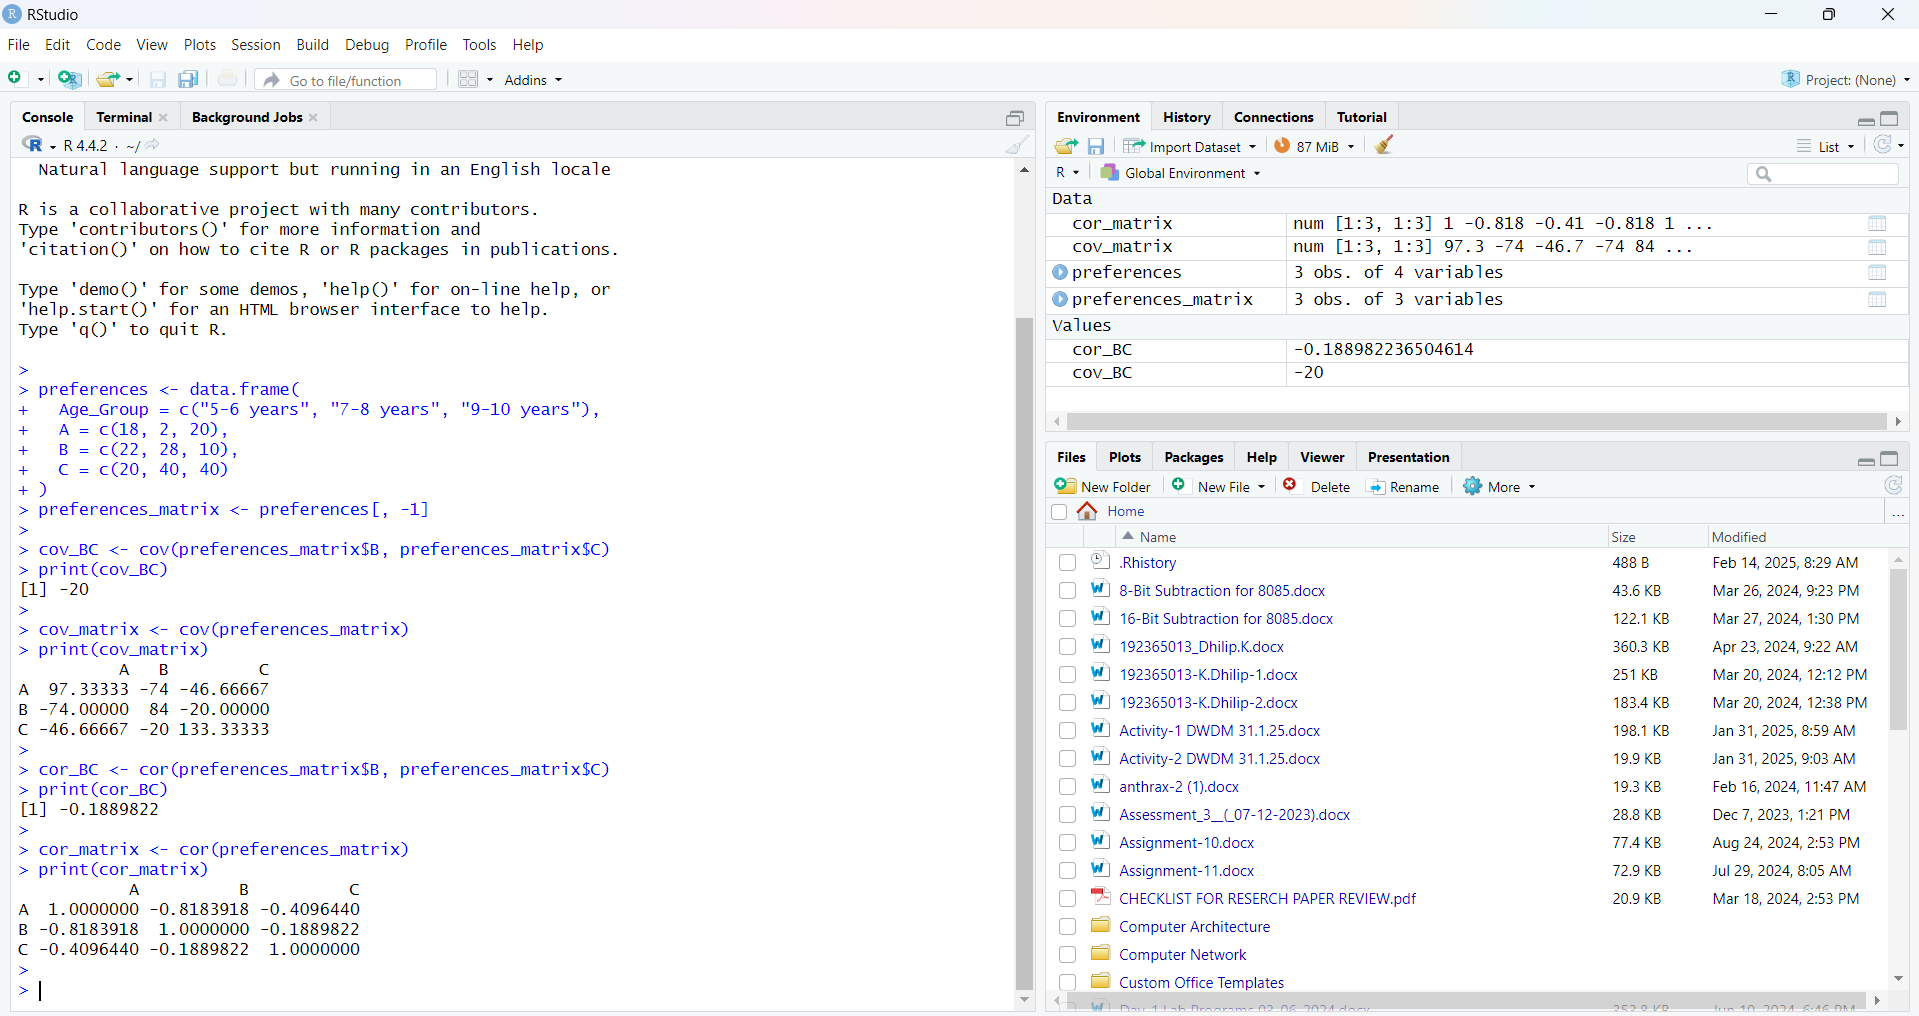 RStudio
File Edit Code View Plots Session Build Debug Profile Tools Help
Go to file/function Addins Project: (None)
Console Terminal Background Jobs
R 4.4.2 · ~/
Natural language support but running in an English locale
R is a collaborative project with many contributors.
Type 'contributors()' for more information and
'citation()' on how to cite R or R packages in publications.
Type 'demo()' for some demos, 'help()' for on-line help, or
'help.start()' for an HTML browser interface to help.
Type 'q()' to quit R.
>
> preferences <- data.frame(
+   Age_Group = c("5-6 years", "7-8 years", "9-10 years"),
+   A = c(18, 2, 20),
+   B = c(22, 28, 10),
+   C = c(20, 40, 40)
+ )
> preferences_matrix <- preferences[, -1]
>
> cov_BC <- cov(preferences_matrix$B, preferences_matrix$C)
> print(cov_BC)
[1] -20
>
> cov_matrix <- cov(preferences_matrix)
> print(cov_matrix)
A B C
A 97.33333 -74 -46.66667
B -74.00000 84 -20.00000
C -46.66667 -20 133.33333
>
> cor_BC <- cor(preferences_matrix$B, preferences_matrix$C)
> print(cor_BC)
[1] -0.1889822
>
> cor_matrix <- cor(preferences_matrix)
> print(cor_matrix)
A B C
A 1.0000000 -0.8183918 -0.4096440
B -0.8183918 1.0000000 -0.1889822
C -0.4096440 -0.1889822 1.0000000
>
>
Environment History Connections Tutorial
Import Dataset 87 MiB List
R Global Environment
Data
cor_matrix num [1:3, 1:3] 1 -0.818 -0.41 -0.818 1 ...
cov_matrix num [1:3, 1:3] 97.3 -74 -46.7 -74 84 ...
preferences 3 obs. of 4 variables
preferences_matrix 3 obs. of 3 variables
Values
cor_BC -0.188982236504614
cov_BC -20
Files Plots Packages Help Viewer Presentation
New Folder New File Delete Rename More
Home ...
Name Size Modified
.Rhistory 488 B Feb 14, 2025, 8:29 AM
8-Bit Subtraction for 8085.docx 43.6 KB Mar 26, 2024, 9:23 PM
16-Bit Subtraction for 8085.docx 122.1 KB Mar 27, 2024, 1:30 PM
192365013_Dhilip.K.docx 360.3 KB Apr 23, 2024, 9:22 AM
192365013-K.Dhilip-1.docx 251 KB Mar 20, 2024, 12:12 PM
192365013-K.Dhilip-2.docx 183.4 KB Mar 20, 2024, 12:38 PM
Activity-1 DWDM 31.1.25.docx 198.1 KB Jan 31, 2025, 8:59 AM
Activity-2 DWDM 31.1.25.docx 19.9 KB Jan 31, 2025, 9:03 AM
anthrax-2 (1).docx 19.3 KB Feb 16, 2024, 11:47 AM
Assessment_3__(_07-12-2023).docx 28.8 KB Dec 7, 2023, 1:21 PM
Assignment-10.docx 77.4 KB Aug 24, 2024, 2:53 PM
Assignment-11.docx 72.9 KB Jul 29, 2024, 8:05 AM
CHECKLIST FOR RESERCH PAPER REVIEW.pdf 20.9 KB Mar 18, 2024, 2:53 PM
Computer Architecture
Computer Network
Custom Office Templates